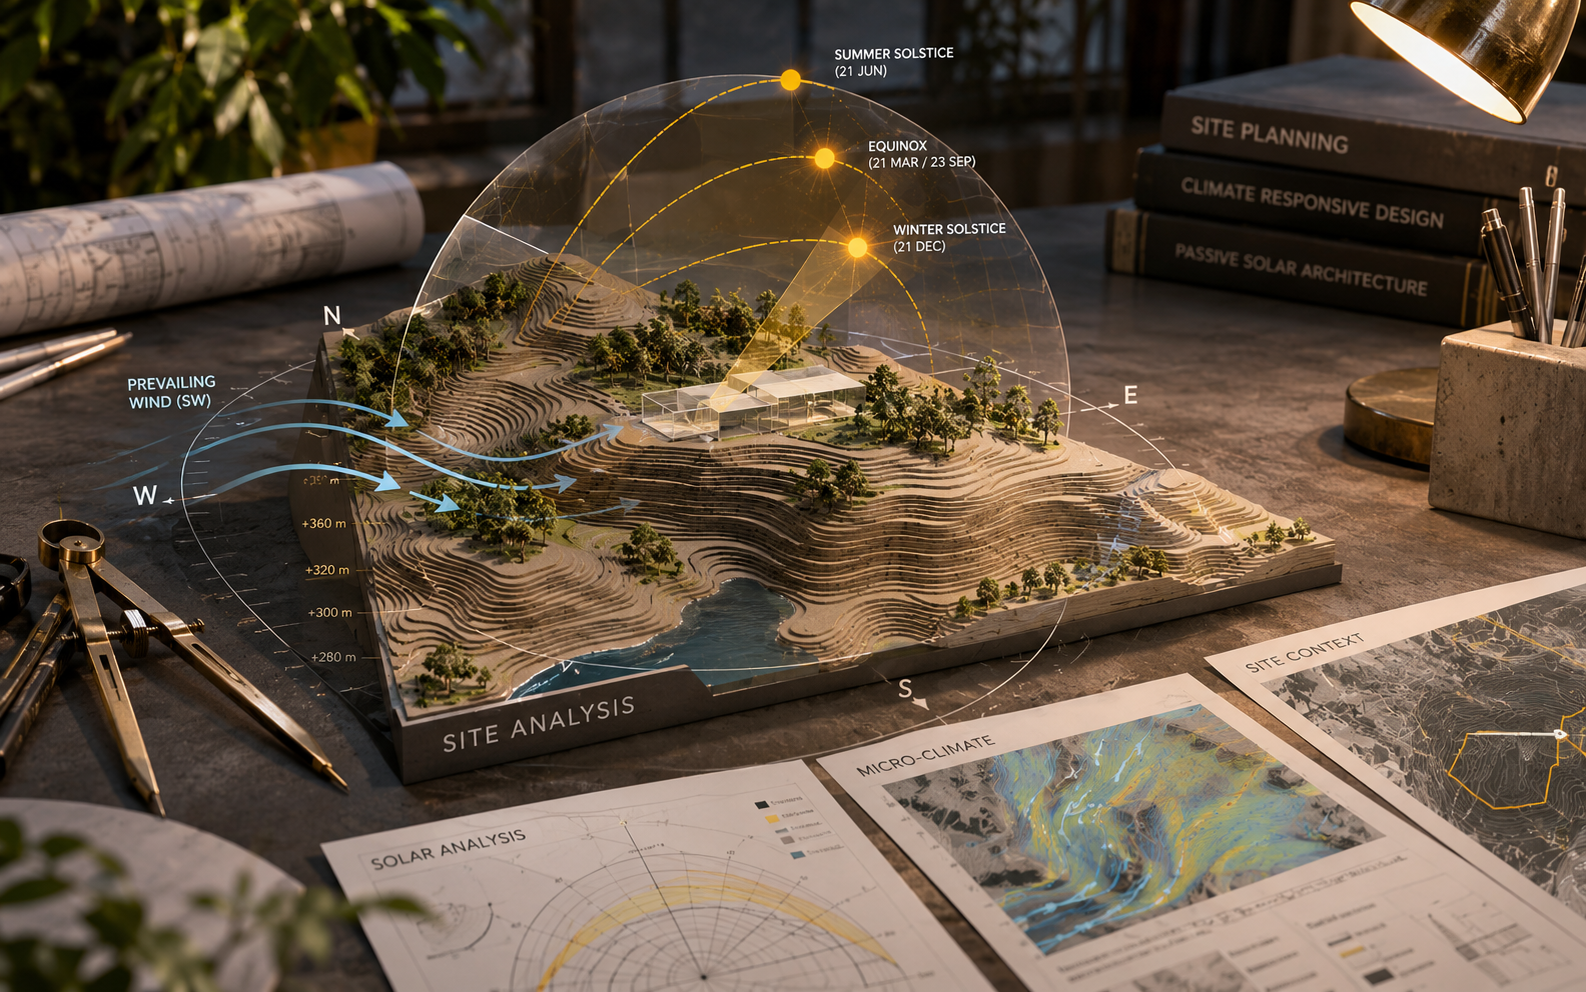 SUMMER SOLSTICE
(21 JUN)
EQUINOX
(21 MAR / 23 SEP)
WINTER SOLSTICE
(21 DEC)
SITE PLANNING
CLIMATE RESPONSIVE DESIGN
PASSIVE SOLAR ARCHITECTURE
N
PREVAILING
WIND (SW)
E
W
+360 m
+320 m
+300 m
+280 m
S
SITE ANALYSIS
SITE CONTEXT
MICRO-CLIMATE
SOLAR ANALYSIS